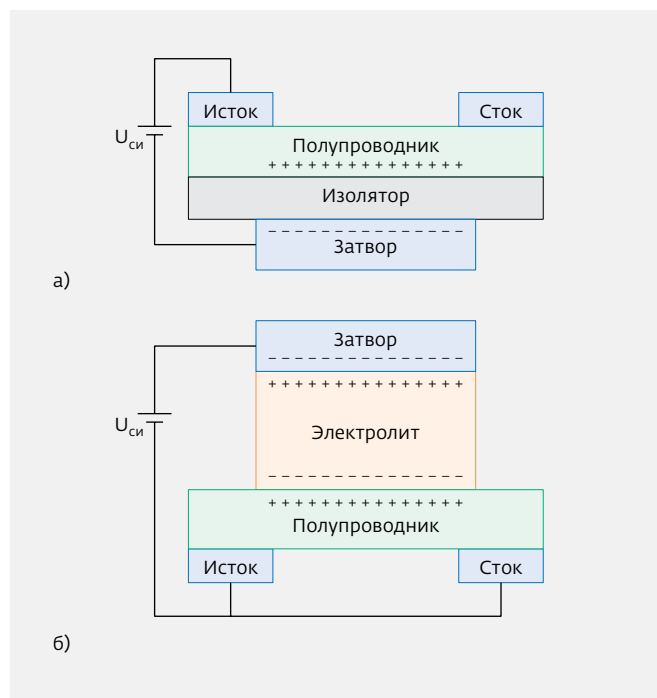 Исток
Сток
Uси
Полупроводник
+ + + + + + + + + + + + + + +
Изолятор
– – – – – – – – – – – – – –
Затвор
а)
Затвор
– – – – – – – – – – – – – –
+ + + + + + + + + + + + + + +
Uси
Электролит
– – – – – – – – – – – – – –
+ + + + + + + + + + + + + + +
Полупроводник
Исток
Сток
б)